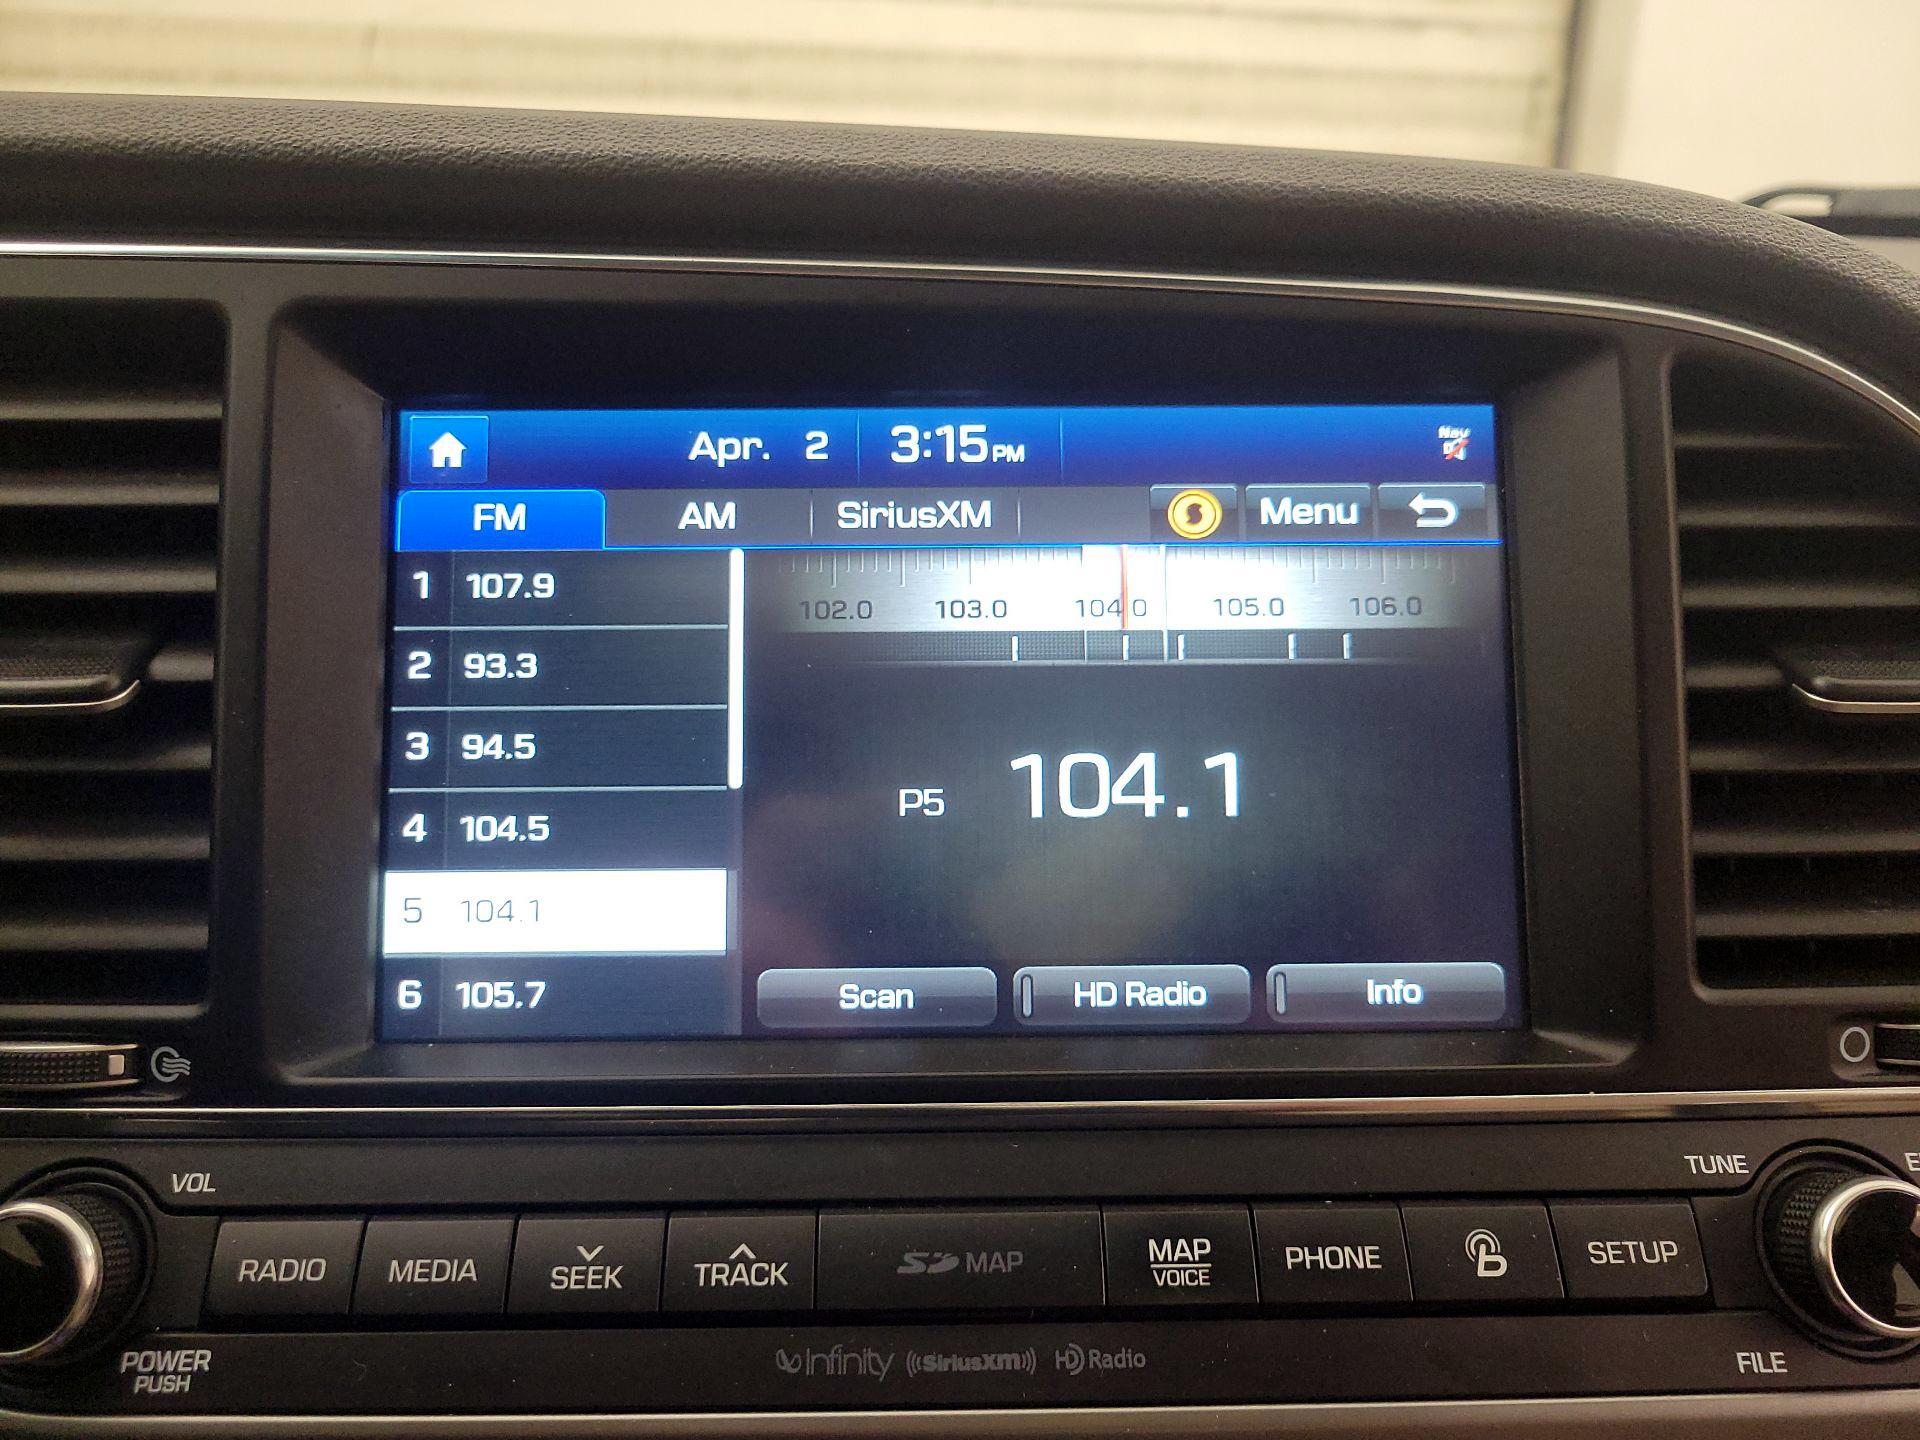 Apr. 2 3:15PM Nav
FM AM SiriusXM Menu
1 107.9
2 93.3
3 94.5
4 104.5
5 104.1
6 105.7
102.0 103.0 104.0 105.0 106.0
P5 104.1
Scan HD Radio Info
VOL
TUNE
RADIO MEDIA SEEK TRACK SD MAP MAP VOICE PHONE B SETUP
POWER
PUSH
Infinity ((SiriusXM)) HD Radio
FILE